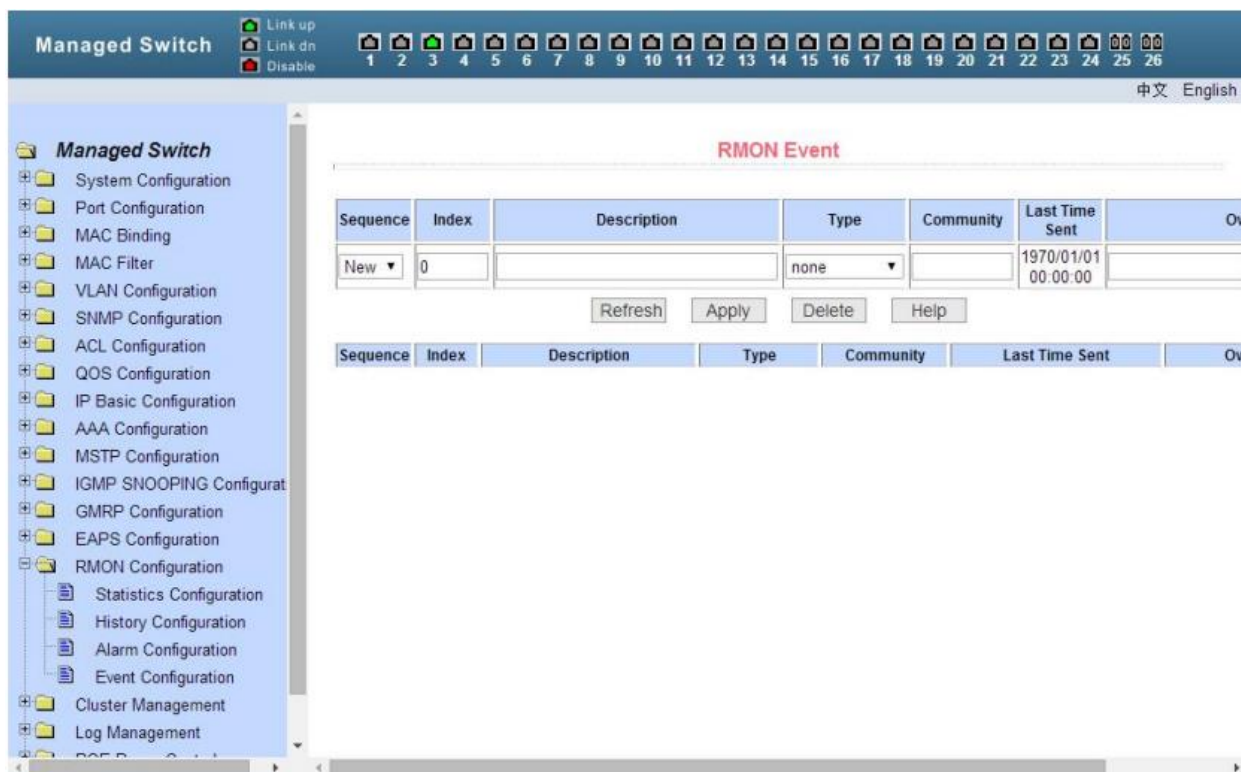 Managed Switch
Link up
Link dn
Disable
1 2 3 4 5 6 7 8 9 10 11 12 13 14 15 16 17 18 19 20 21 22 23 24 25 26
中文 English
Managed Switch
System Configuration
Port Configuration
MAC Binding
MAC Filter
VLAN Configuration
SNMP Configuration
ACL Configuration
QOS Configuration
IP Basic Configuration
AAA Configuration
MSTP Configuration
IGMP SNOOPING Configurat
GMRP Configuration
EAPS Configuration
RMON Configuration
Statistics Configuration
History Configuration
Alarm Configuration
Event Configuration
Cluster Management
Log Management
RMON Event
Sequence Index Description Type Community Last Time Sent Ow
New 0 none 1970/01/01 00:00:00
Refresh Apply Delete Help
Sequence Index Description Type Community Last Time Sent Ow